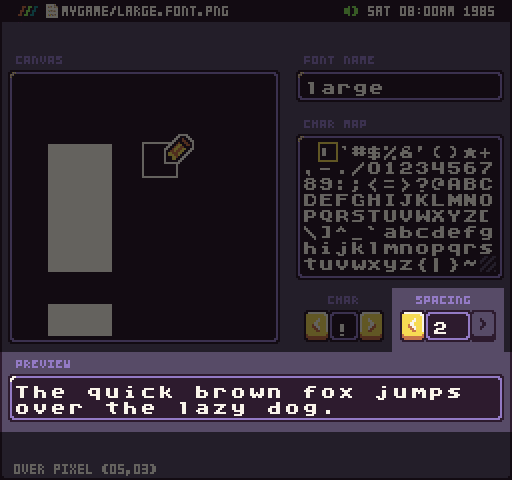 MYGAME/LARGE.FONT.PNG
SAT 08:00AM 1985
CANVAS
FONT NAME
large
CHAR MAP
!"#$%&'()*+
,-./01234567
89:;<=>?@ABC
DEFGHIJKLMNO
PQRSTUVWXYZ[
\]^_`abcdefg
hijklmnopqrs
tuvwxyz{|}~
CHAR
!
SPACING
2
PREVIEW
The quick brown fox jumps
over the lazy dog.
OVER PIXEL (05,03)